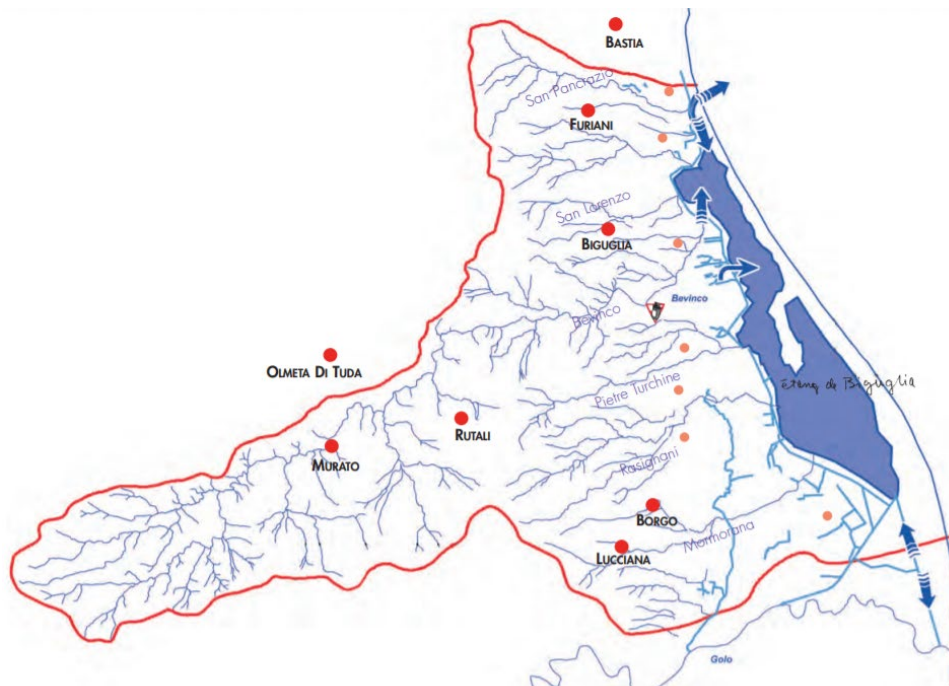 BASTIA
San Pancrazio
FURIANI
San Lorenzo
BIGUGLIA
Bevinco
Bevinco
OLMETA DI TUDA
Pietre Turchine
Etang de Biguglia
RUTALI
MURATO
Rasignani
BORGO
Mormorana
LUCCIANA
Golo